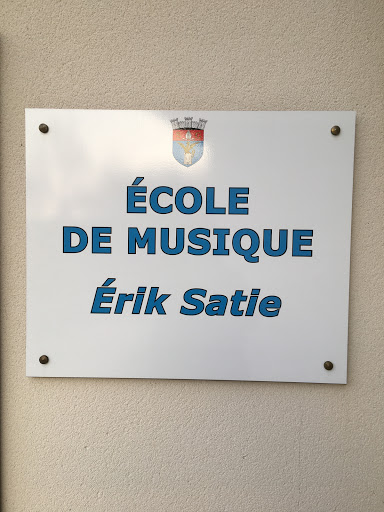 ÉCOLE
DE MUSIQUE
Érik Satie